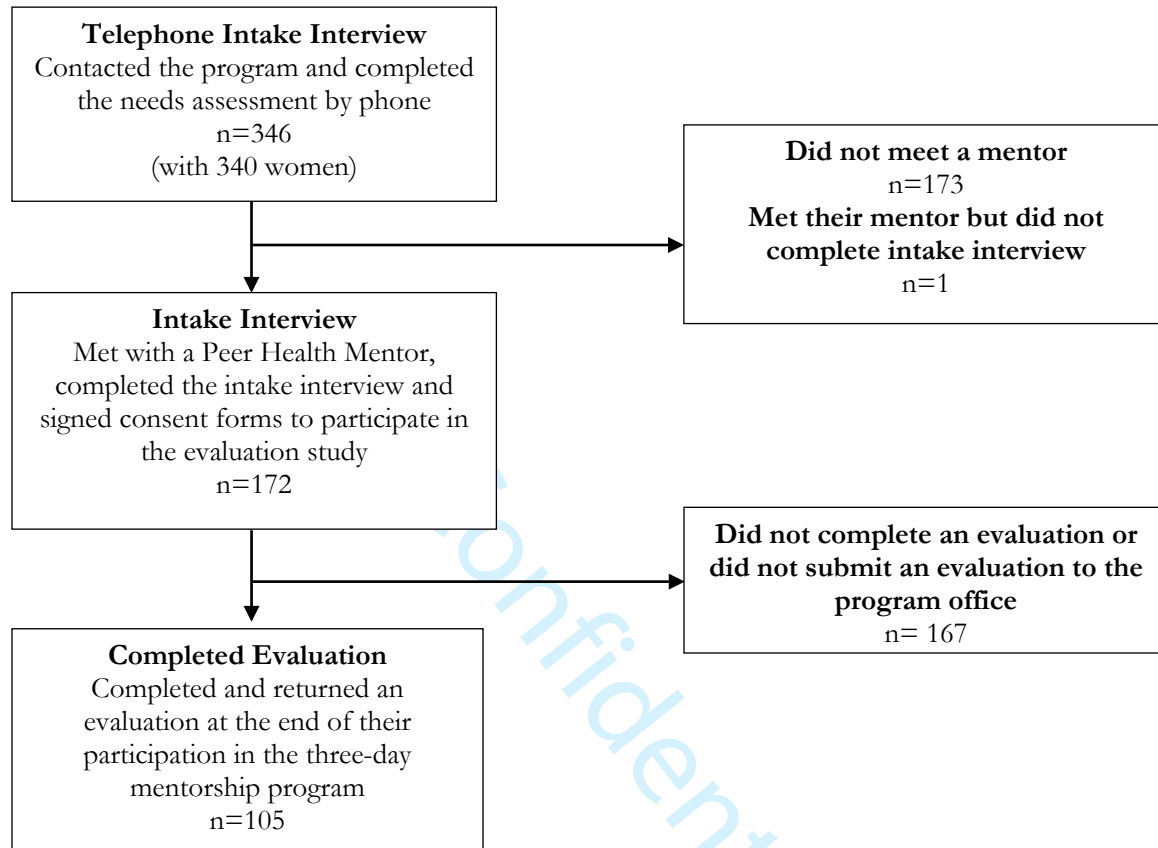 Telephone Intake Interview
Contacted the program and completed
the needs assessment by phone
n=346
(with 340 women)
Did not meet a mentor
n=173
Met their mentor but did not
complete intake interview
n=1
Intake Interview
Met with a Peer Health Mentor,
completed the intake interview and
signed consent forms to participate in
the evaluation study
n=172
Did not complete an evaluation or
did not submit an evaluation to the
program office
n= 167
Completed Evaluation
Completed and returned an
evaluation at the end of their
participation in the three-day
mentorship program
n=105
Confident